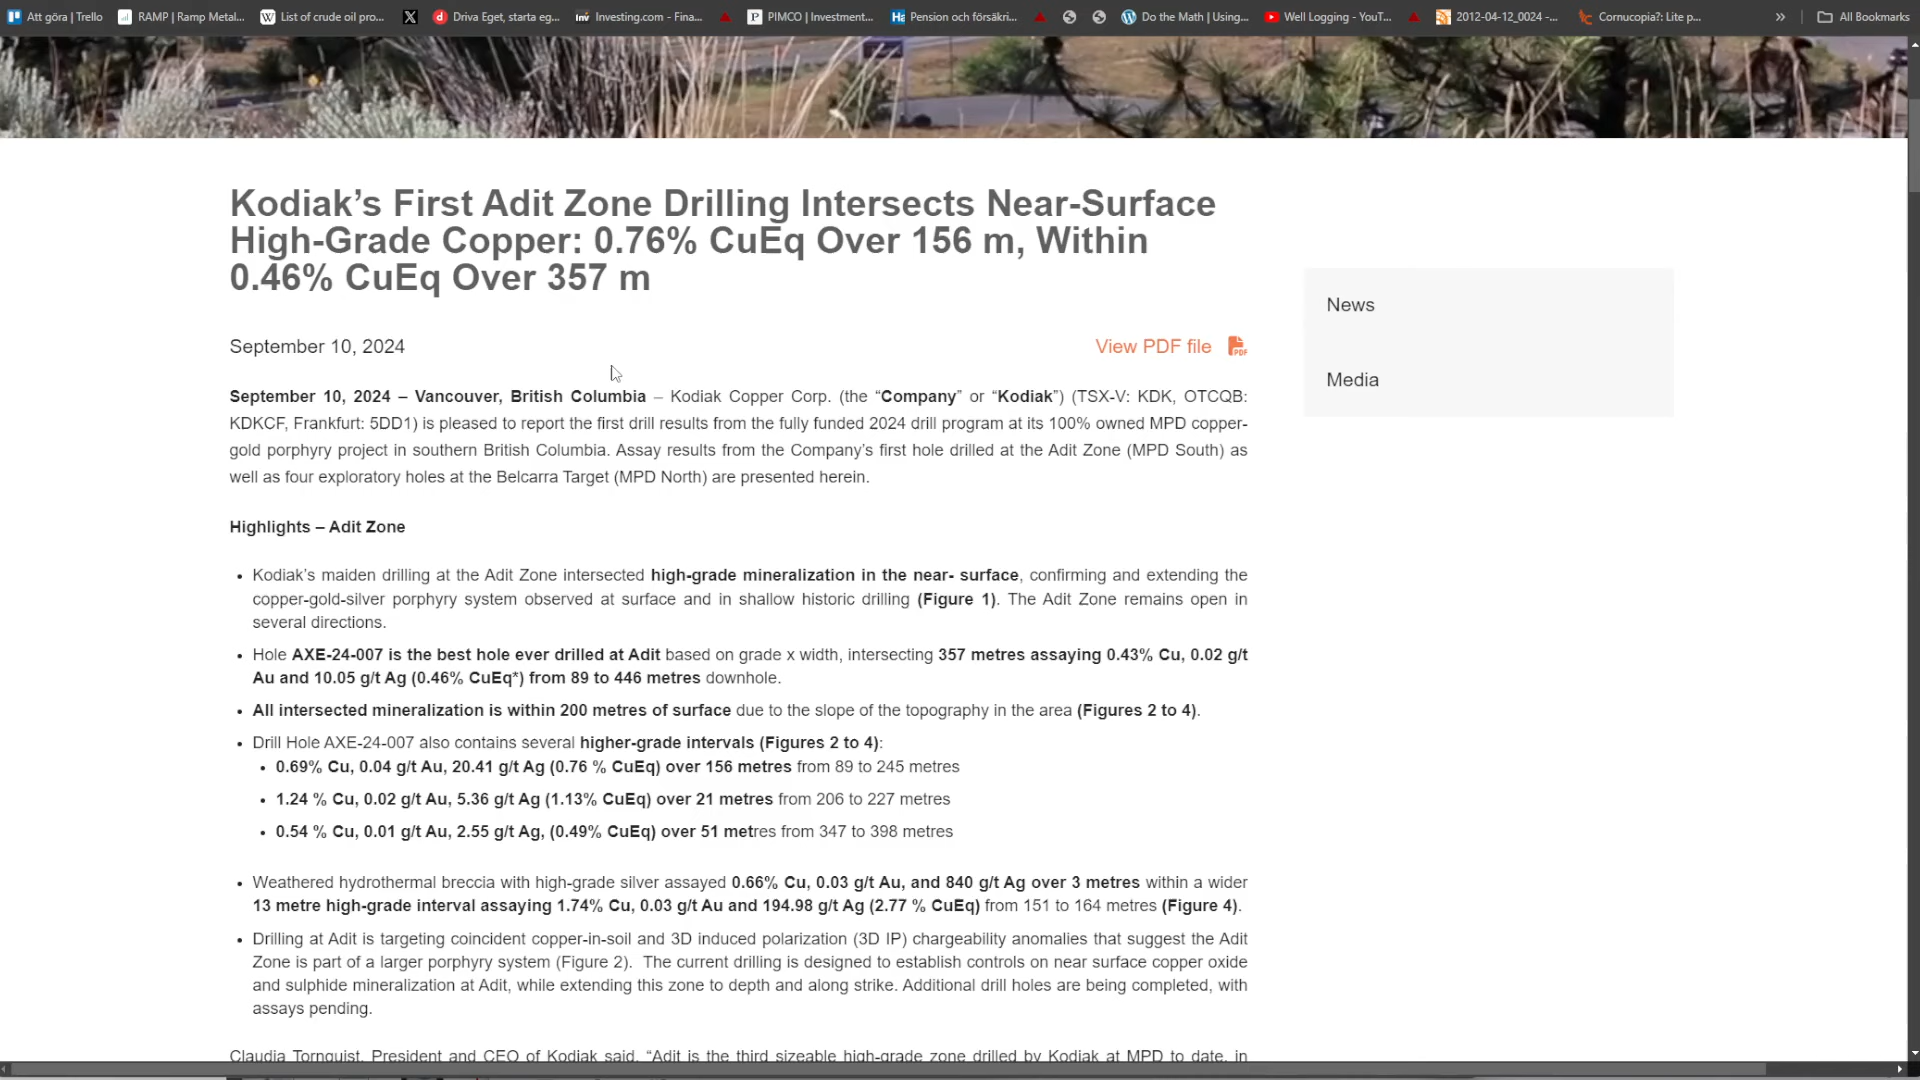 Att göra | Trello
RAMP | Ramp Metal...
List of crude oil pro...
Driva Eget, starta eg...
Investing.com - Fina...
PIMCO | Investment...
Pension och försäkri...
Do the Math | Using...
Well Logging - YouT...
2012-04-12_0024 -...
Cornucopia?: Lite p...
»
All Bookmarks
Kodiak’s First Adit Zone Drilling Intersects Near-Surface
High-Grade Copper: 0.76% CuEq Over 156 m, Within
0.46% CuEq Over 357 m
September 10, 2024
View PDF file
PDF
News
Media
September 10, 2024 – Vancouver, British Columbia – Kodiak Copper Corp. (the “Company” or “Kodiak”) (TSX-V: KDK, OTCQB:
KDKCF, Frankfurt: 5DD1) is pleased to report the first drill results from the fully funded 2024 drill program at its 100% owned MPD copper-
gold porphyry project in southern British Columbia. Assay results from the Company’s first hole drilled at the Adit Zone (MPD South) as
well as four exploratory holes at the Belcarra Target (MPD North) are presented herein.
Highlights – Adit Zone
• Kodiak’s maiden drilling at the Adit Zone intersected high-grade mineralization in the near- surface, confirming and extending the
copper-gold-silver porphyry system observed at surface and in shallow historic drilling (Figure 1). The Adit Zone remains open in
several directions.
• Hole AXE-24-007 is the best hole ever drilled at Adit based on grade x width, intersecting 357 metres assaying 0.43% Cu, 0.02 g/t
Au and 10.05 g/t Ag (0.46% CuEq*) from 89 to 446 metres downhole.
• All intersected mineralization is within 200 metres of surface due to the slope of the topography in the area (Figures 2 to 4).
• Drill Hole AXE-24-007 also contains several higher-grade intervals (Figures 2 to 4):
• 0.69% Cu, 0.04 g/t Au, 20.41 g/t Ag (0.76 % CuEq) over 156 metres from 89 to 245 metres
• 1.24 % Cu, 0.02 g/t Au, 5.36 g/t Ag (1.13% CuEq) over 21 metres from 206 to 227 metres
• 0.54 % Cu, 0.01 g/t Au, 2.55 g/t Ag, (0.49% CuEq) over 51 metres from 347 to 398 metres
• Weathered hydrothermal breccia with high-grade silver assayed 0.66% Cu, 0.03 g/t Au, and 840 g/t Ag over 3 metres within a wider
13 metre high-grade interval assaying 1.74% Cu, 0.03 g/t Au and 194.98 g/t Ag (2.77 % CuEq) from 151 to 164 metres (Figure 4).
• Drilling at Adit is targeting coincident copper-in-soil and 3D induced polarization (3D IP) chargeability anomalies that suggest the Adit
Zone is part of a larger porphyry system (Figure 2). The current drilling is designed to establish controls on near surface copper oxide
and sulphide mineralization at Adit, while extending this zone to depth and along strike. Additional drill holes are being completed, with
assays pending.
Claudia Tornquist, President and CEO of Kodiak said, “Adit is the third sizeable high-grade zone drilled by Kodiak at MPD to date, in